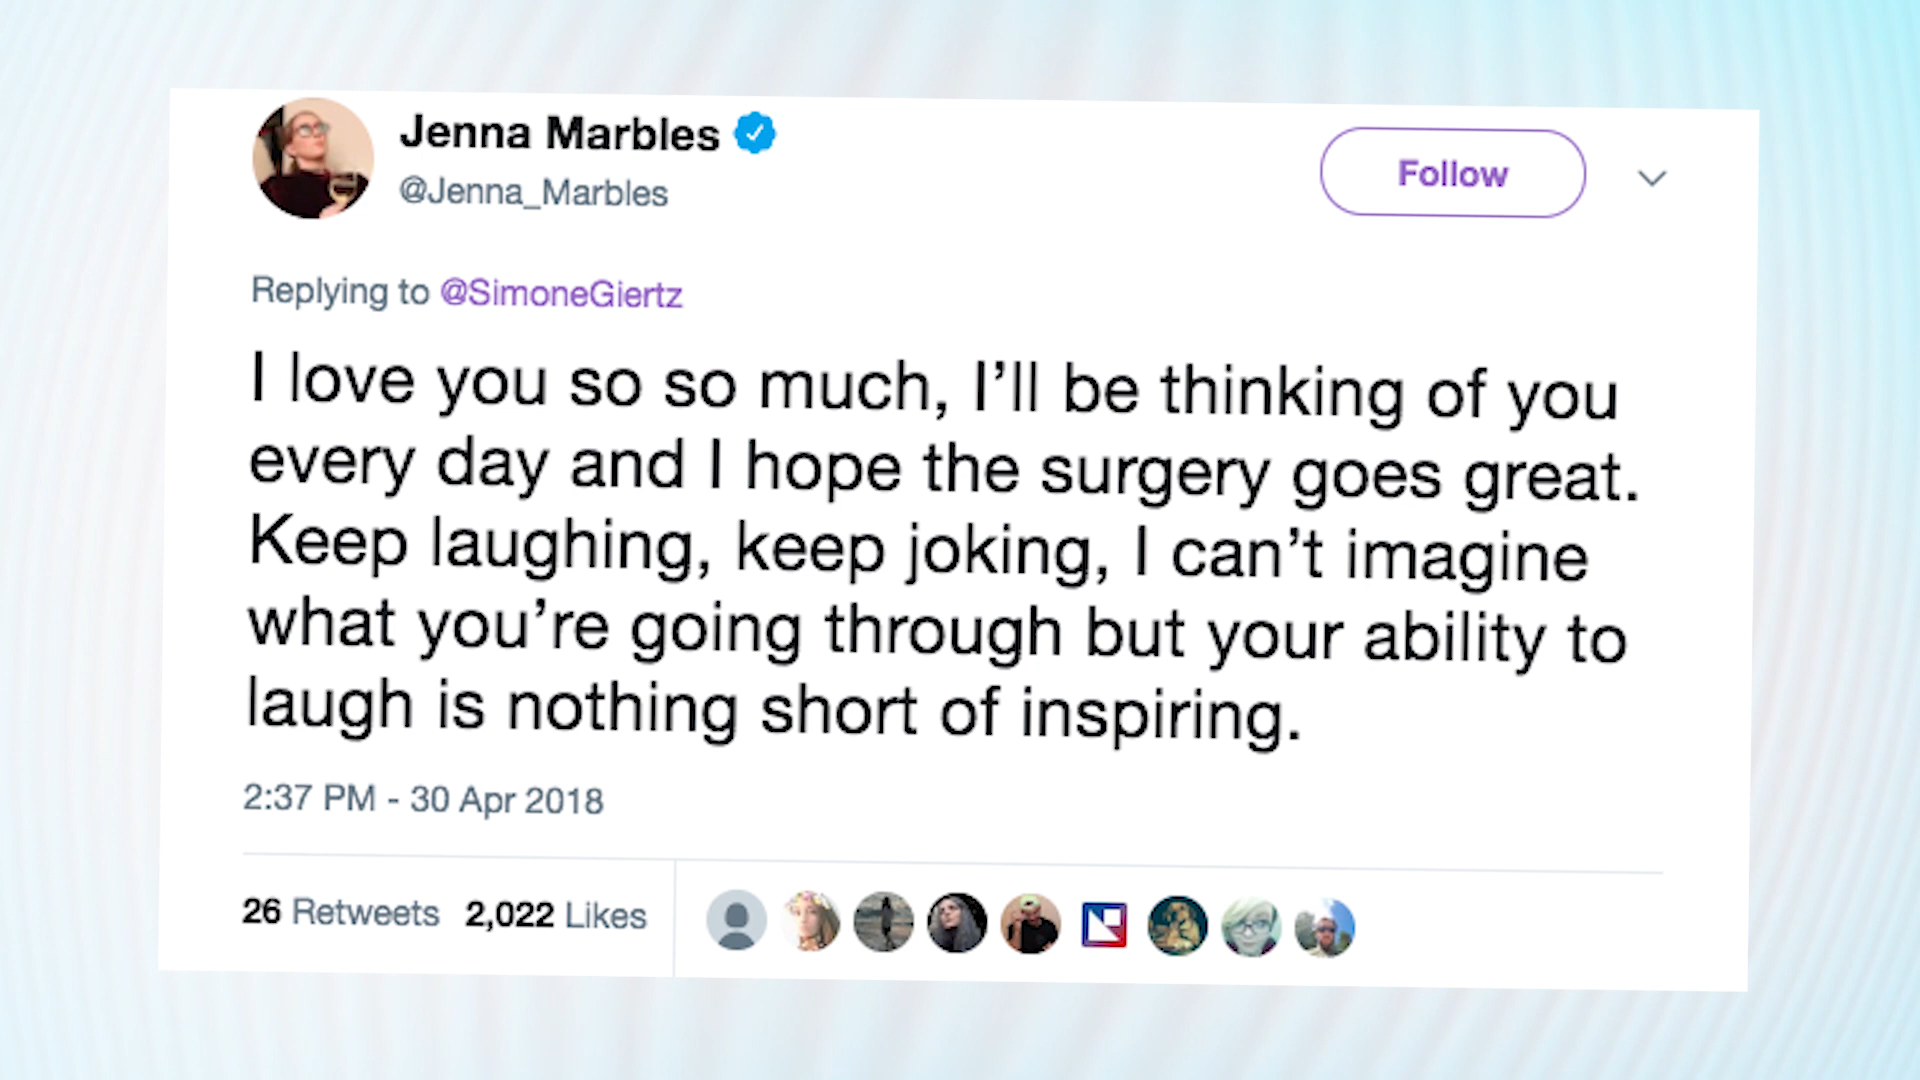 Jenna Marbles
@Jenna_Marbles
Follow
Replying to @SimoneGiertz
I love you so so much, I’ll be thinking of you
every day and I hope the surgery goes great.
Keep laughing, keep joking, I can’t imagine
what you’re going through but your ability to
laugh is nothing short of inspiring.
2:37 PM - 30 Apr 2018
26 Retweets 2,022 Likes